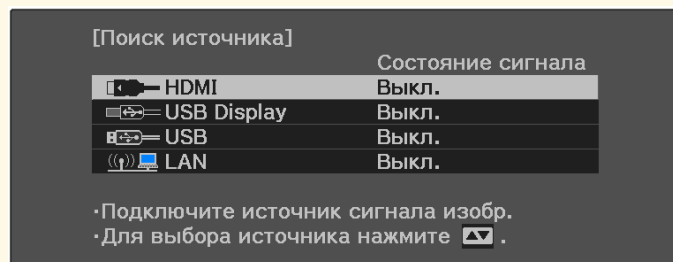 [Поиск источника]
Состояние сигнала
HDMI Выкл.
USB Display Выкл.
USB Выкл.
LAN Выкл.
·Подключите источник сигнала изобр.
·Для выбора источника нажмите ▲▼ .